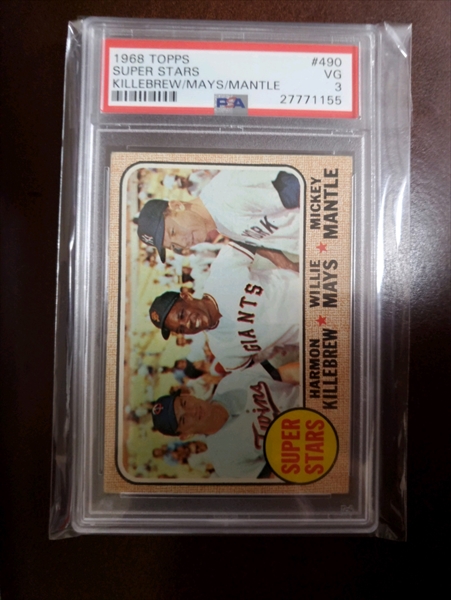 1968 TOPPS #490
SUPER STARS VG
KILLEBREW/MAYS/MANTLE 3
PSA 27771155
SUPER
STARS
HARMON
KILLEBREW
★
WILLIE
MAYS
★
MICKEY
MANTLE
Twins
GIANTS
YORK